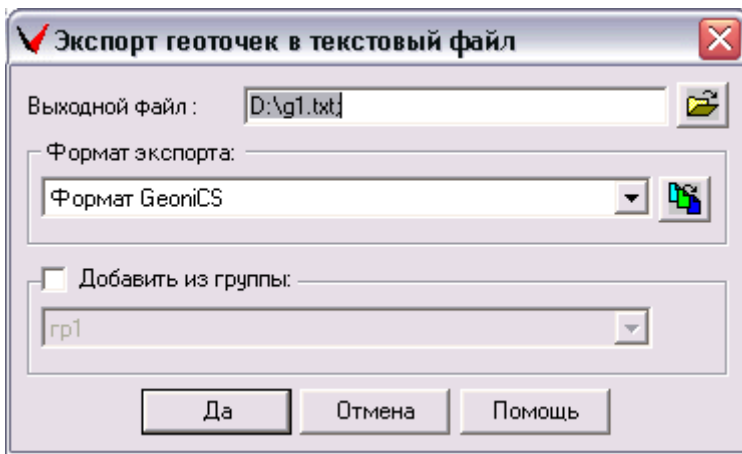 Экспорт геоточек в текстовый файл
Выходной файл : D:\g1.txt;
Формат экспорта:
Формат GeoniCS
Добавить из группы:
гр1
Да Отмена Помощь